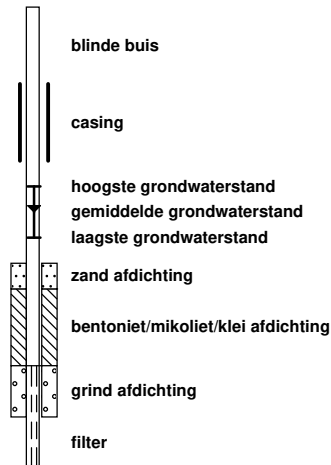 blinde buis
casing
hoogste grondwaterstand
gemiddelde grondwaterstand
laagste grondwaterstand
zand afdichting
bentoniet/mikoliet/klei afdichting
grind afdichting
filter